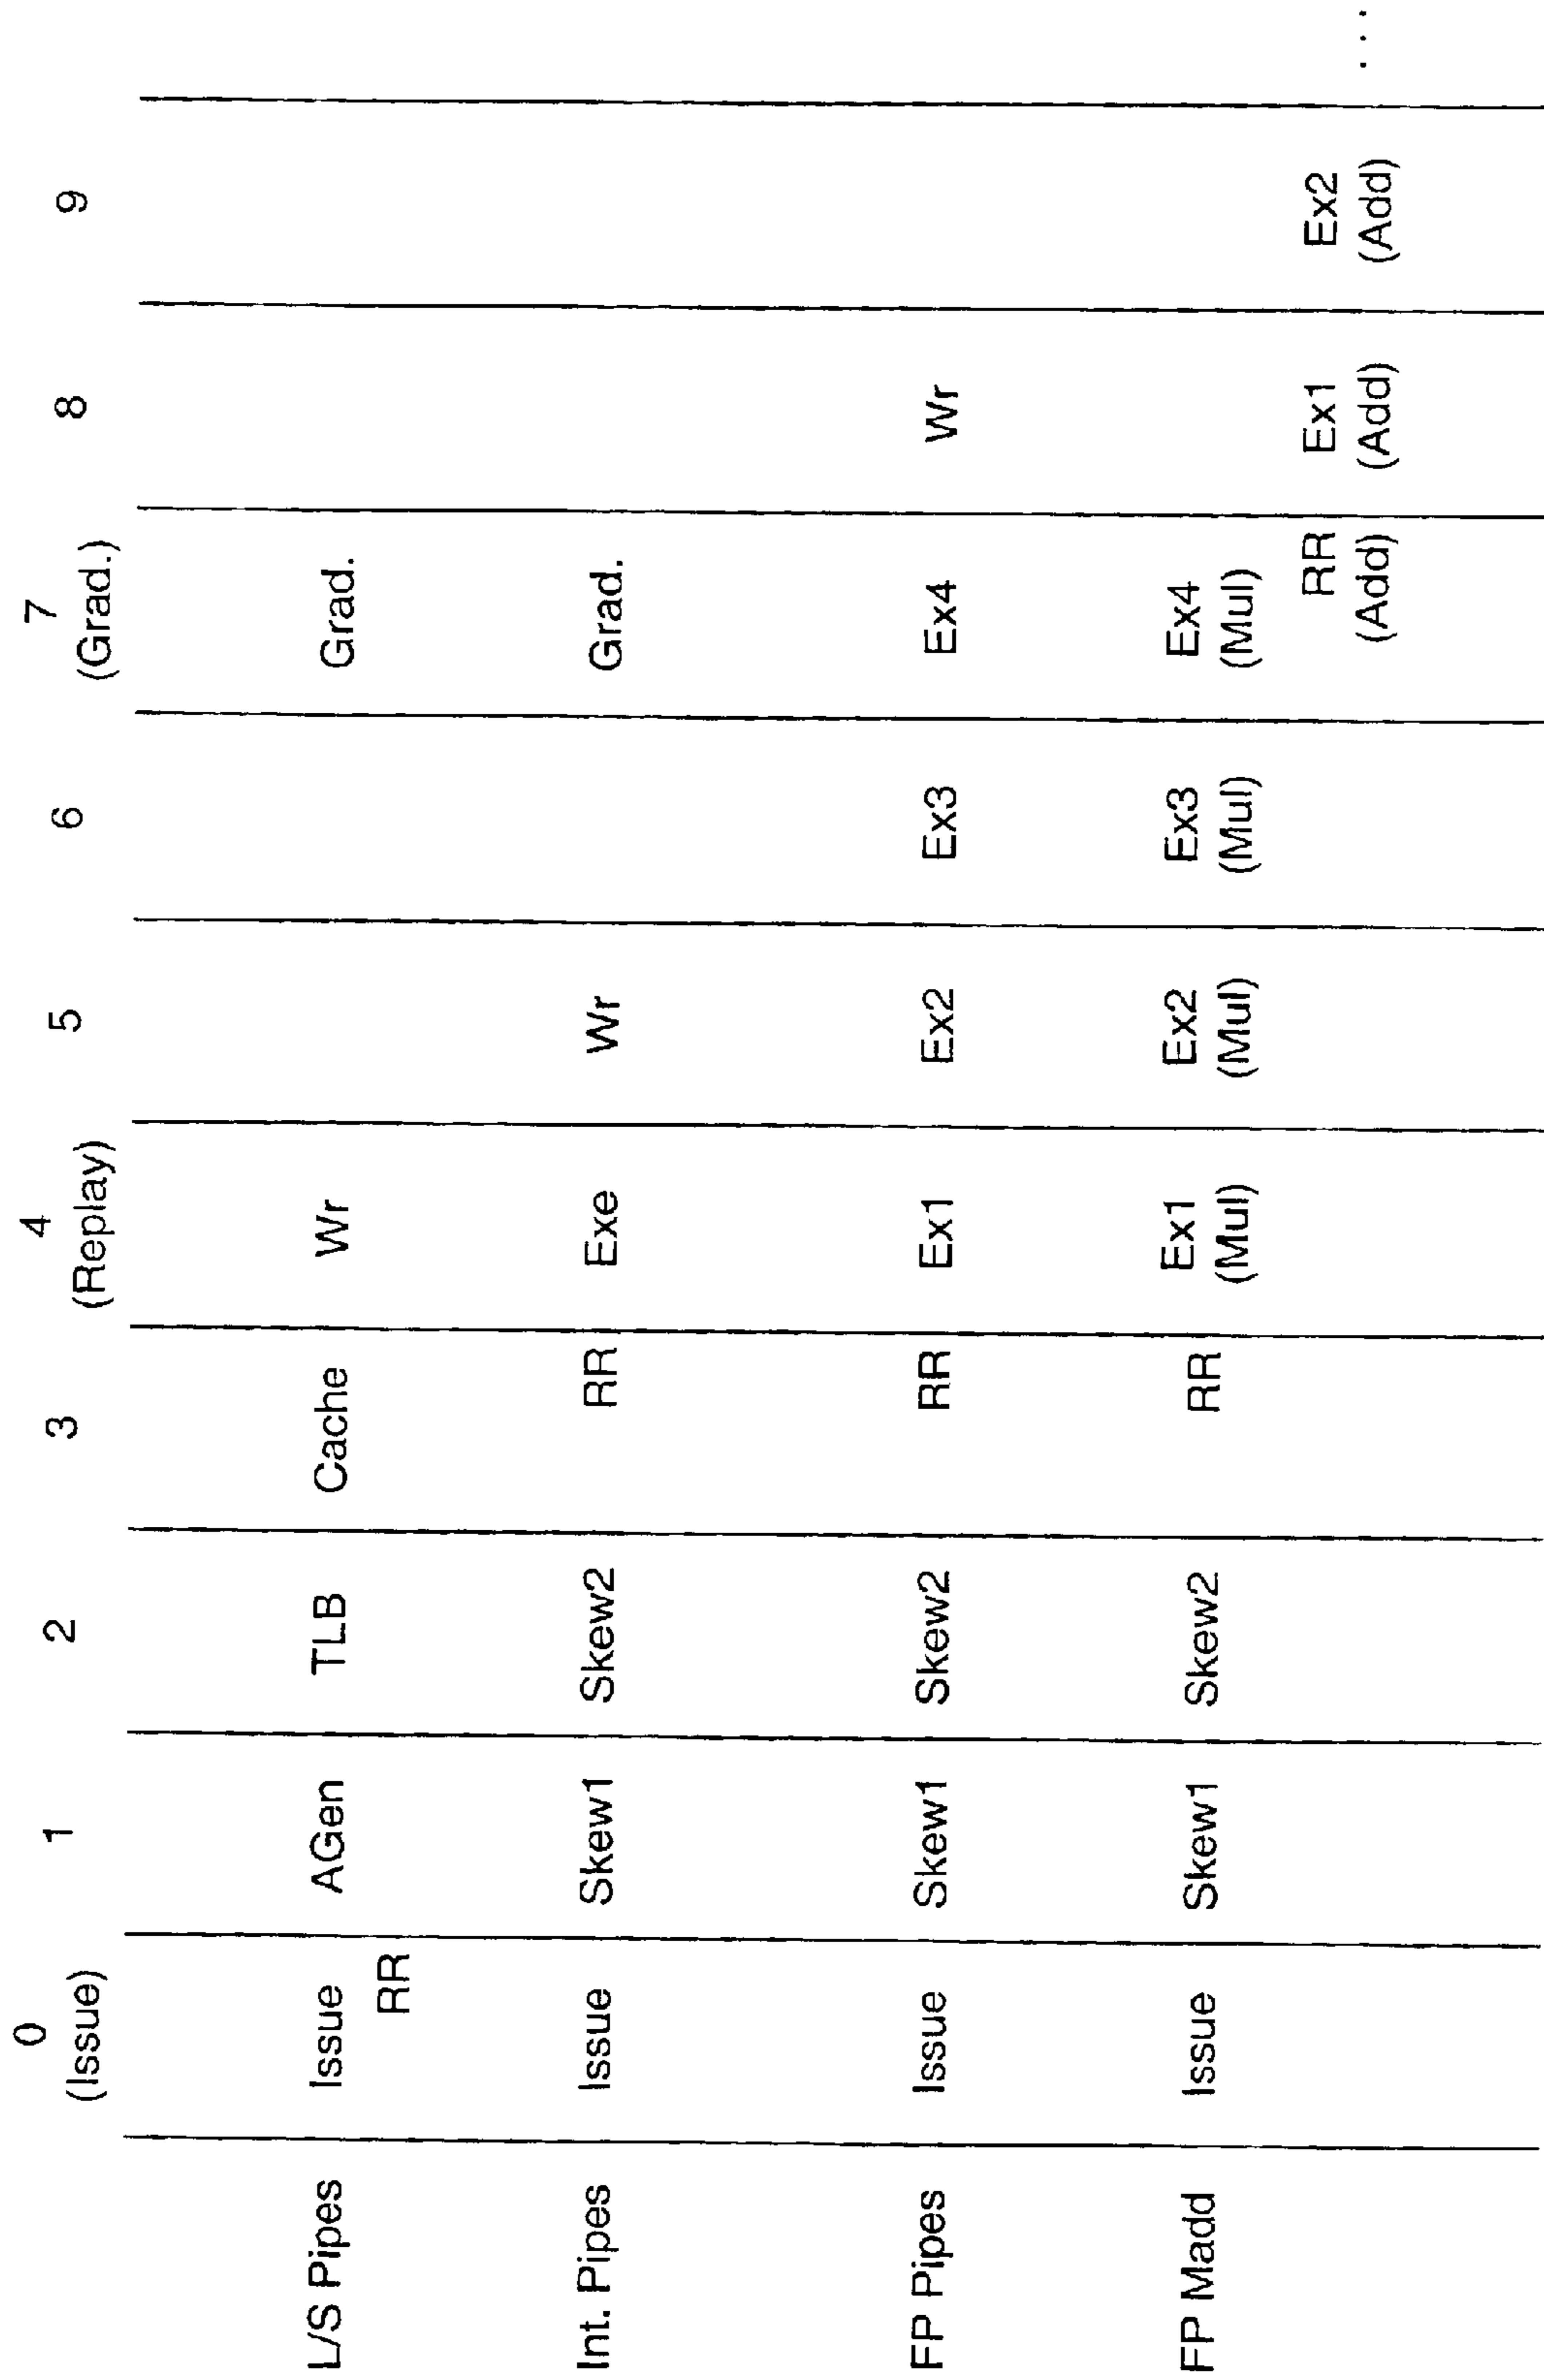 0 1 2 3 4 5 6 7 8 9
(Issue) (Replay) (Grad.)
L/S Pipes Issue AGen TLB Cache Wr Grad.
RR
Int. Pipes Issue Skew1 Skew2 RR Exe Wr Grad.
FP Pipes Issue Skew1 Skew2 RR Ex1 Ex2 Ex3 Ex4 Wr
FP Madd Issue Skew1 Skew2 RR Ex1 Ex2 Ex3 Ex4
(Mul) (Mul) (Mul) (Mul)
RR Ex1 Ex2
(Add) (Add) (Add) . . .